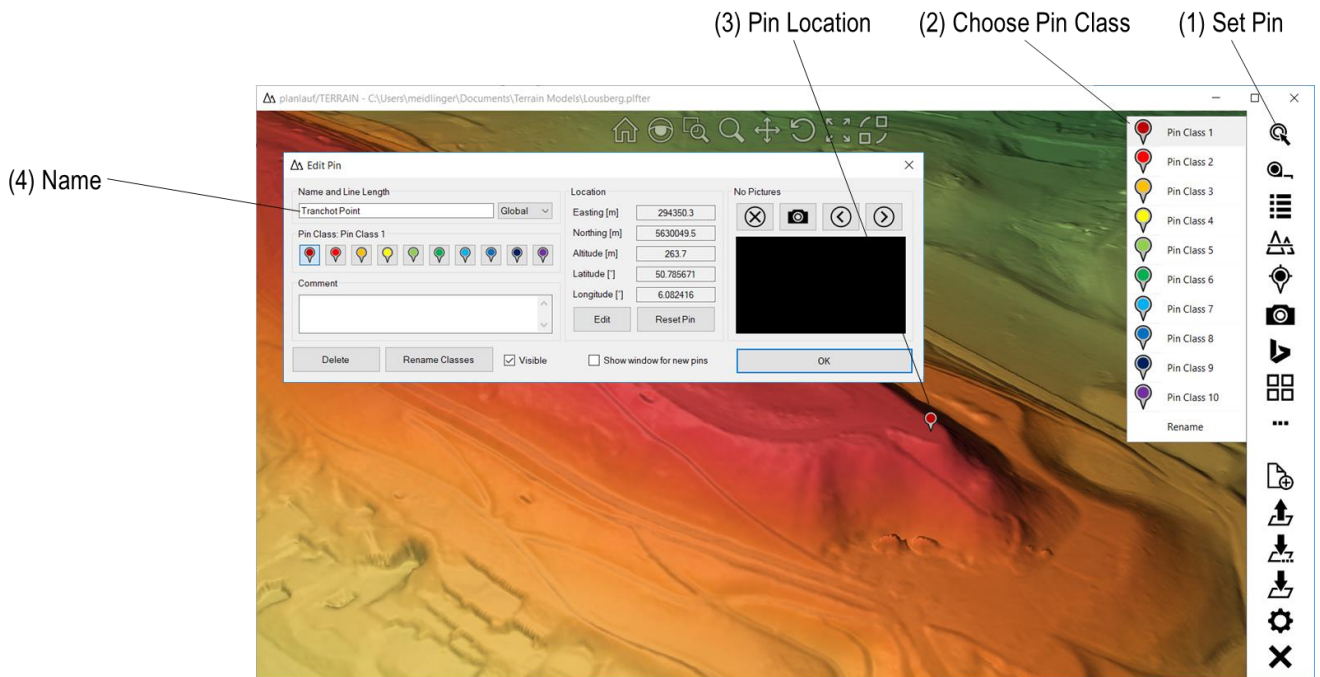 (3) Pin Location (2) Choose Pin Class (1) Set Pin
planlauf/TERRAIN - C:\Users\meidlinger\Documents\Terrain Models\Lousberg.plfter
(4) Name
Edit Pin
Name and Line Length
Tranchot Point Global
Pin Class: Pin Class 1
Comment
Location
Easting [m] 294350.3
Northing [m] 5630049.5
Altitude [m] 263.7
Latitude [°] 50.785671
Longitude [°] 6.082416
Edit Reset Pin
No Pictures
Delete Rename Classes Visible Show window for new pins OK
Pin Class 1
Pin Class 2
Pin Class 3
Pin Class 4
Pin Class 5
Pin Class 6
Pin Class 7
Pin Class 8
Pin Class 9
Pin Class 10
Rename